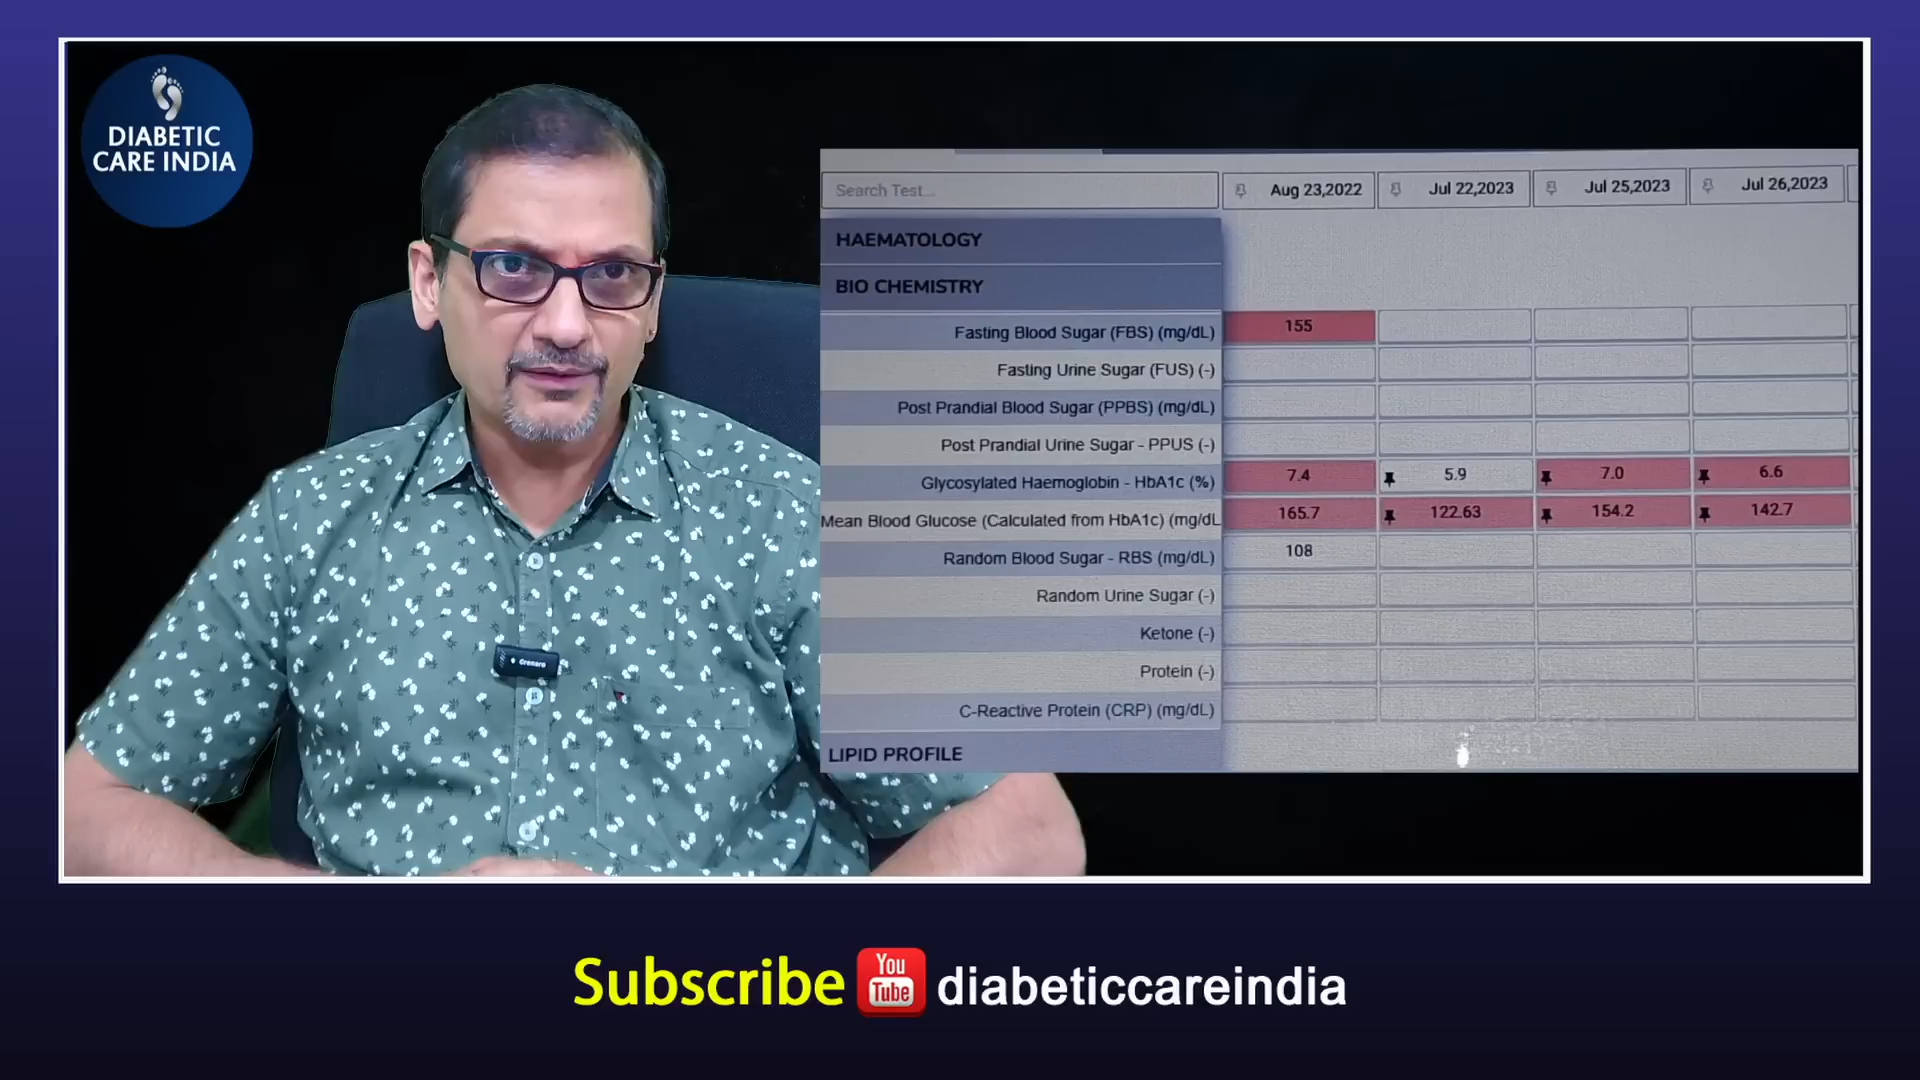 DIABETIC
CARE INDIA
Search Test...
Aug 23,2022
Jul 22,2023
Jul 25,2023
Jul 26,2023
HAEMATOLOGY
BIO CHEMISTRY
Fasting Blood Sugar (FBS) (mg/dL) 155
Fasting Urine Sugar (FUS) (-)
Post Prandial Blood Sugar (PPBS) (mg/dL)
Post Prandial Urine Sugar - PPUS (-)
Glycosylated Haemoglobin - HbA1c (%) 7.4 5.9 7.0 6.6
Mean Blood Glucose (Calculated from HbA1c) (mg/dL 165.7 122.63 154.2 142.7
Random Blood Sugar - RBS (mg/dL) 108
Random Urine Sugar (-)
Ketone (-)
Protein (-)
C-Reactive Protein (CRP) (mg/dL)
LIPID PROFILE
Grenaro
Subscribe You Tube diabeticcareindia